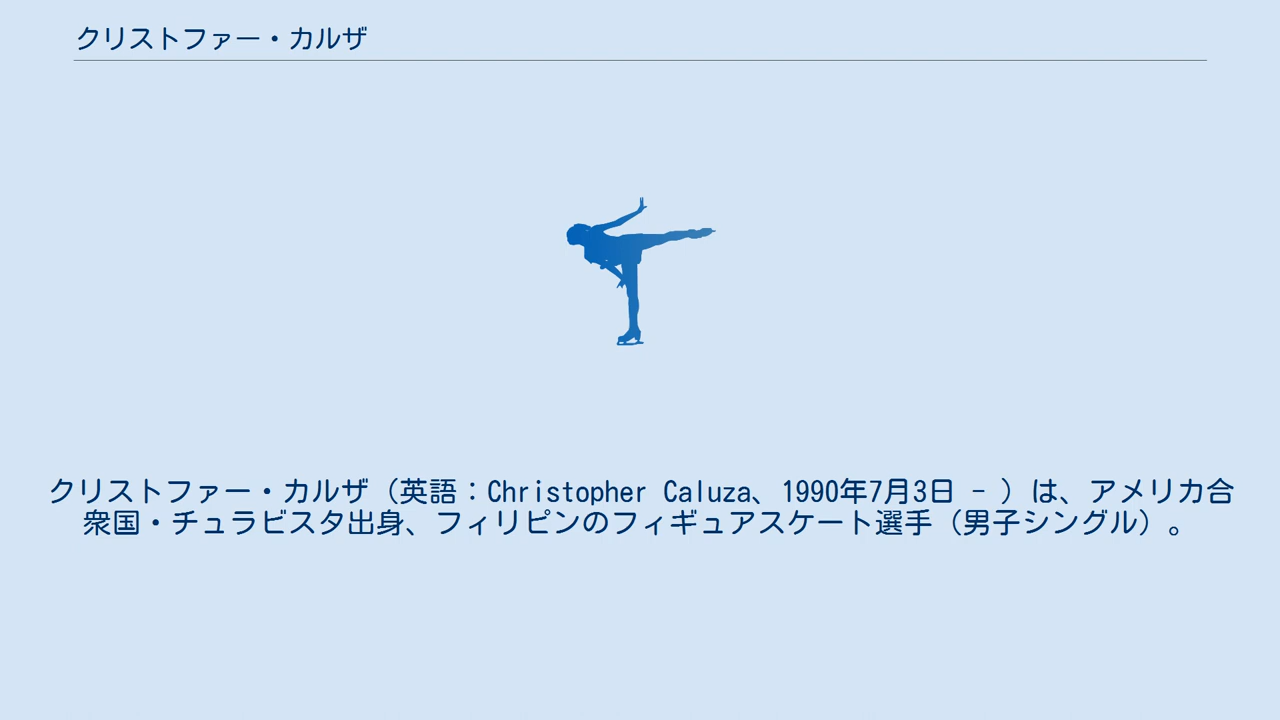 クリストファー・カルザ
クリストファー・カルザ（英語：Christopher Caluza、1990年7月3日 - ）は、アメリカ合
衆国・チュラビスタ出身、フィリピンのフィギュアスケート選手（男子シングル）。